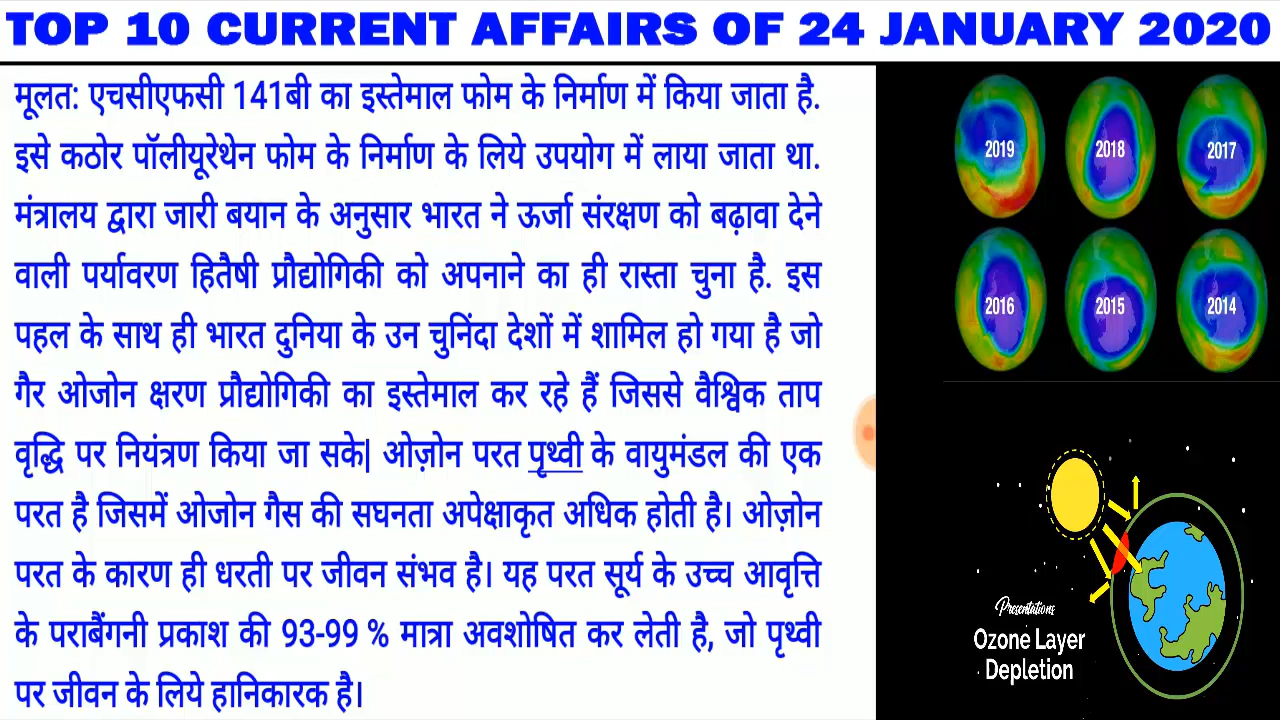 TOP 10 CURRENT AFFAIRS OF 24 JANUARY 2020
मूलत: एचसीएफसी 141बी का इस्तेमाल फोम के निर्माण में किया जाता है.
इसे कठोर पॉलीयूरेथेन फोम के निर्माण के लिये उपयोग में लाया जाता था.
मंत्रालय द्वारा जारी बयान के अनुसार भारत ने ऊर्जा संरक्षण को बढ़ावा देने
वाली पर्यावरण हितैषी प्रौद्योगिकी को अपनाने का ही रास्ता चुना है. इस
पहल के साथ ही भारत दुनिया के उन चुनिंदा देशों में शामिल हो गया है जो
गैर ओजोन क्षरण प्रौद्योगिकी का इस्तेमाल कर रहे हैं जिससे वैश्विक ताप
वृद्धि पर नियंत्रण किया जा सके| ओज़ोन परत पृथ्वी के वायुमंडल की एक
परत है जिसमें ओजोन गैस की सघनता अपेक्षाकृत अधिक होती है। ओज़ोन
परत के कारण ही धरती पर जीवन संभव है। यह परत सूर्य के उच्च आवृत्ति
के पराबैंगनी प्रकाश की 93-99 % मात्रा अवशोषित कर लेती है, जो पृथ्वी
पर जीवन के लिये हानिकारक है।
2019 2018 2017
2016 2015 2014
Presentations
Ozone Layer
Depletion